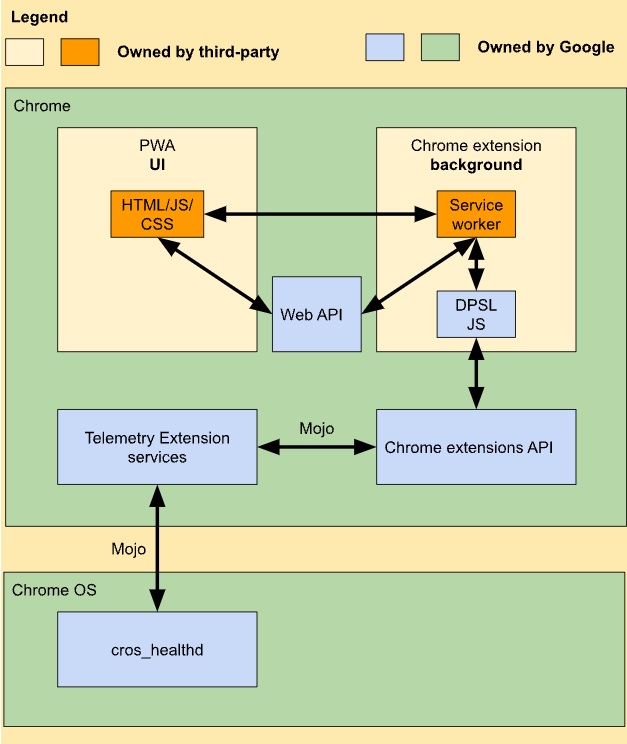 Legend
Owned by third-party
Owned by Google
Chrome
PWA
UI
Chrome extension
background
HTML/JS/
CSS
Service
worker
Web API
DPSL
JS
Telemetry Extension
services
Mojo
Chrome extensions API
Mojo
Chrome OS
cros_healthd